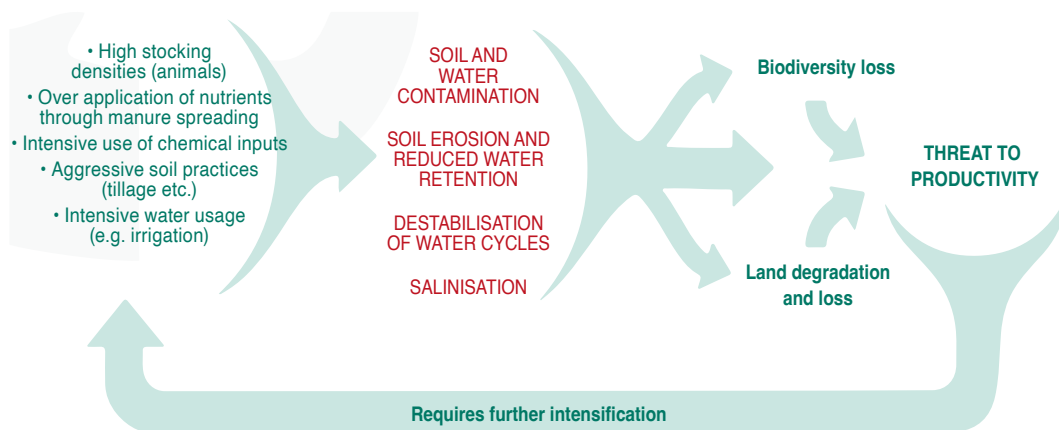 • High stocking
densities (animals)
• Over application of nutrients
through manure spreading
• Intensive use of chemical inputs
• Aggressive soil practices
(tillage etc.)
• Intensive water usage
(e.g. irrigation)
SOIL AND
WATER
CONTAMINATION
SOIL EROSION AND
REDUCED WATER
RETENTION
DESTABILISATION
OF WATER CYCLES
SALINISATION
Biodiversity loss
Land degradation
and loss
THREAT TO
PRODUCTIVITY
Requires further intensification